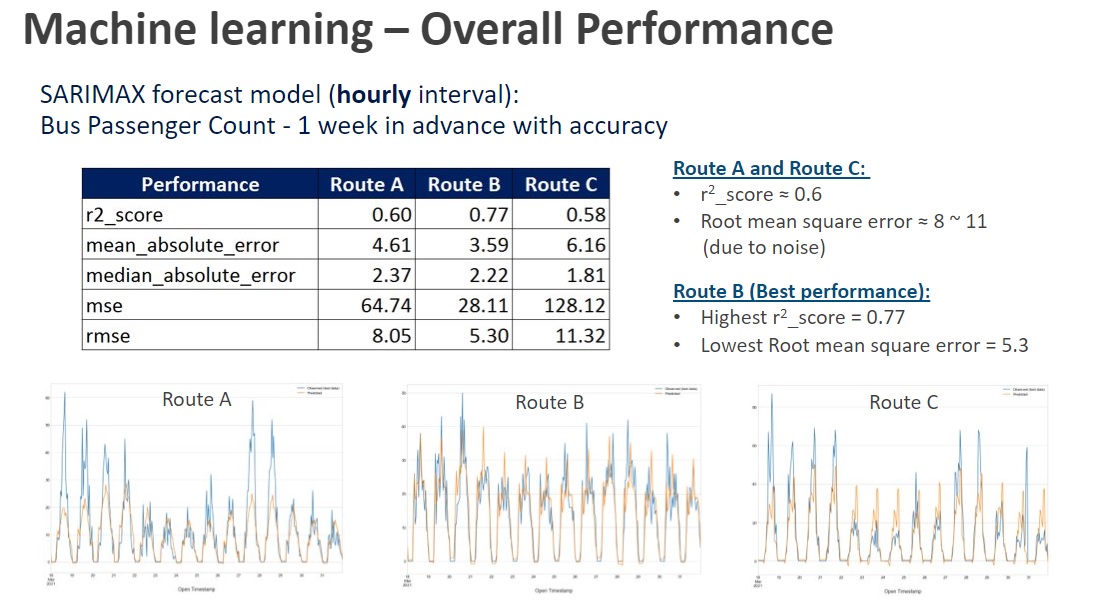 Machine learning – Overall Performance
SARIMAX forecast model (hourly interval):
Bus Passenger Count - 1 week in advance with accuracy
Performance Route A Route B Route C
r2_score 0.60 0.77 0.58
mean_absolute_error 4.61 3.59 6.16
median_absolute_error 2.37 2.22 1.81
mse 64.74 28.11 128.12
rmse 8.05 5.30 11.32
Route A and Route C:
• r²_score ≈ 0.6
• Root mean square error ≈ 8 ~ 11
(due to noise)
Route B (Best performance):
• Highest r²_score = 0.77
• Lowest Root mean square error = 5.3
Route A
Observed (test data)
Predicted
Open Timestamp
Route B
Observed (test data)
Predicted
Open Timestamp
Route C
Observed (test data)
Predicted
Open Timestamp